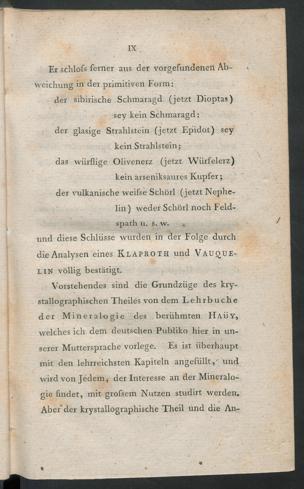 IX
Er schloſs ferner aus der vorgefundenen Ab-
weichung in der primitiven Form:
der sibirische Schmaragd (jetzt Dioptas)
sey kein Schmaragd;
der glasige Strahlstein (jetzt Epidot) sey
kein Strahlstein;
das würflige Olivenerz (jetzt Würfelerz)
kein arseniksaures Kupfer;
der vulkanische weiſse Schörl (jetzt Nephe-
lin) weder Schörl noch Feld-
spath u. s. w.
und diese Schlüsse wurden in der Folge durch
die Analysen eines KLAPROTH und VAUQUE-
LIN völlig bestätigt.
Vorstehendes sind die Grundzüge des kry-
stallographischen Theiles von dem Lehrbuche
der Mineralogie des berühmten HAÜY,
welches ich dem deutschen Publiko hier in un-
serer Muttersprache vorlege. Es ist überhaupt
mit den lehrreichsten Kapiteln angefüllt, und
wird von Jedem, der Interesse an der Mineralo-
gie findet, mit groſsem Nutzen studirt werden.
Aber der krystallographische Theil und die An-